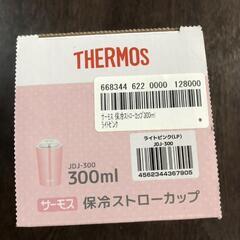 THERMOS
668344 622 0000 128000
サーモス 保冷ストローカップ300ml
ライトピンク
JDJ-300
300ml
ライトピンク(LP)
JDJ-300
4562344367905
サーモス 保冷ストローカップ